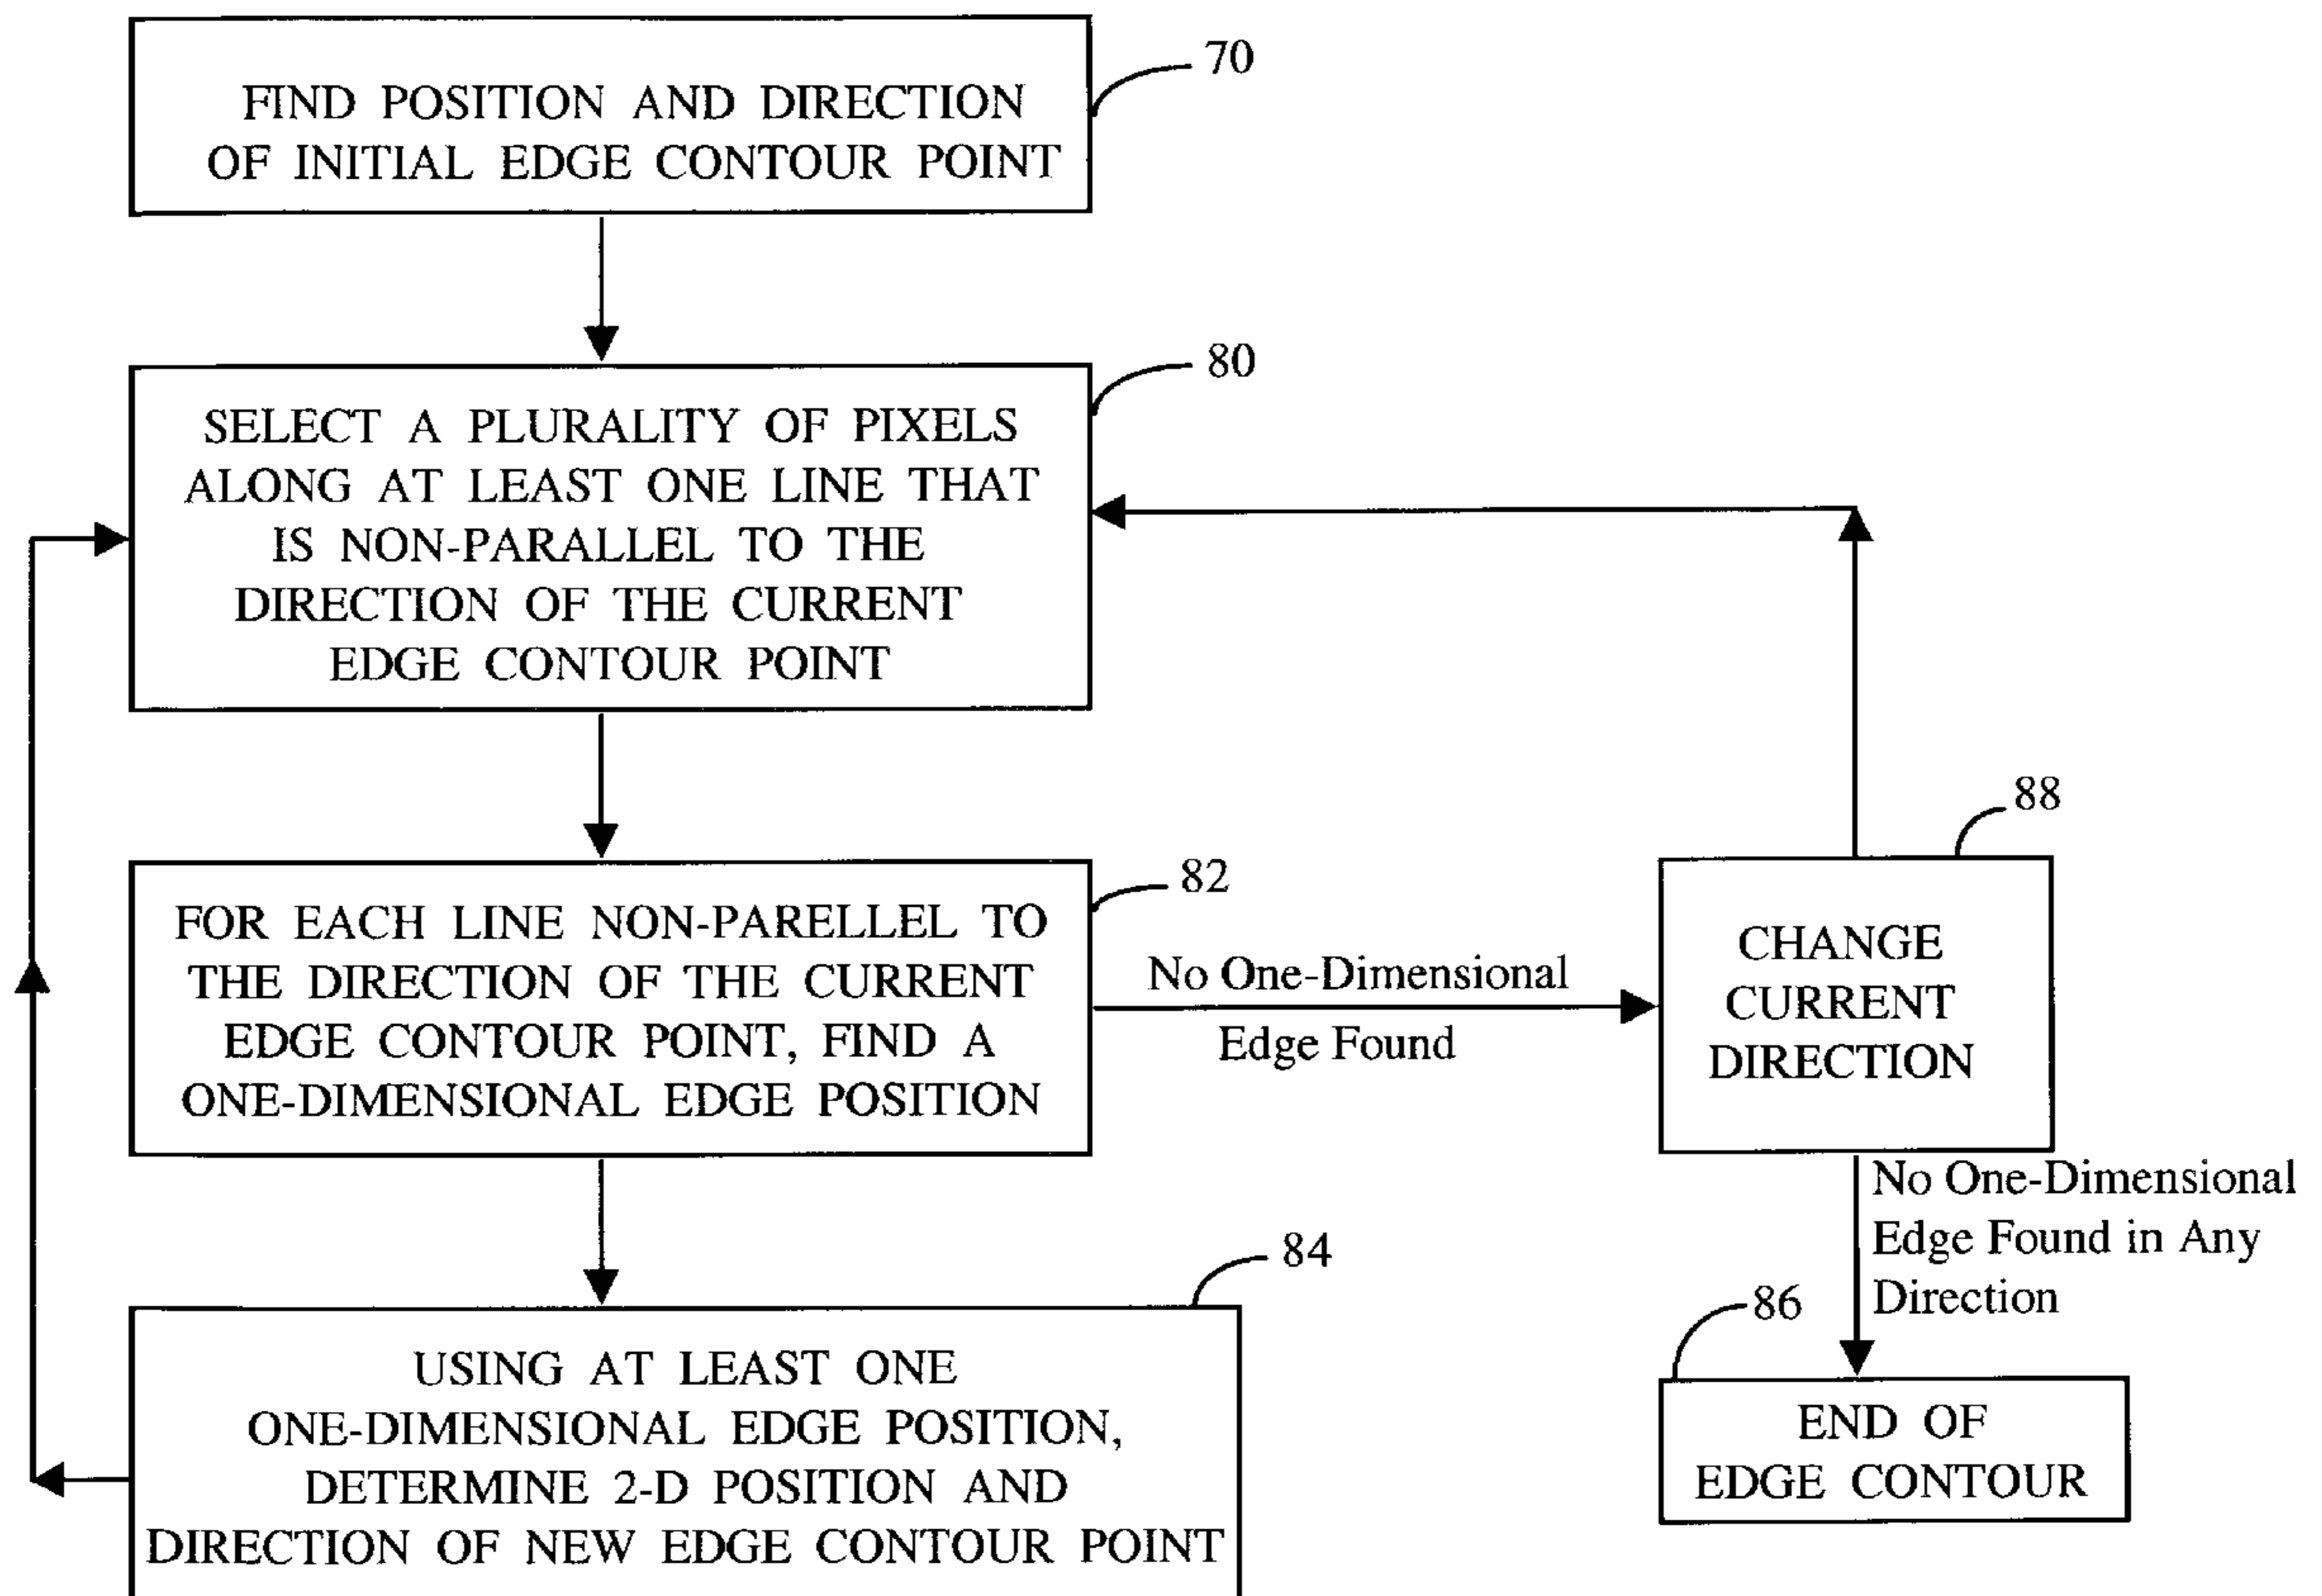 FIND POSITION AND DIRECTION
OF INITIAL EDGE CONTOUR POINT
70
SELECT A PLURALITY OF PIXELS
ALONG AT LEAST ONE LINE THAT
IS NON-PARALLEL TO THE
DIRECTION OF THE CURRENT
EDGE CONTOUR POINT
80
FOR EACH LINE NON-PARELLEL TO
THE DIRECTION OF THE CURRENT
EDGE CONTOUR POINT, FIND A
ONE-DIMENSIONAL EDGE POSITION
82
No One-Dimensional
Edge Found
CHANGE
CURRENT
DIRECTION
88
No One-Dimensional
Edge Found in Any
Direction
USING AT LEAST ONE
ONE-DIMENSIONAL EDGE POSITION,
DETERMINE 2-D POSITION AND
DIRECTION OF NEW EDGE CONTOUR POINT
84
END OF
EDGE CONTOUR
86